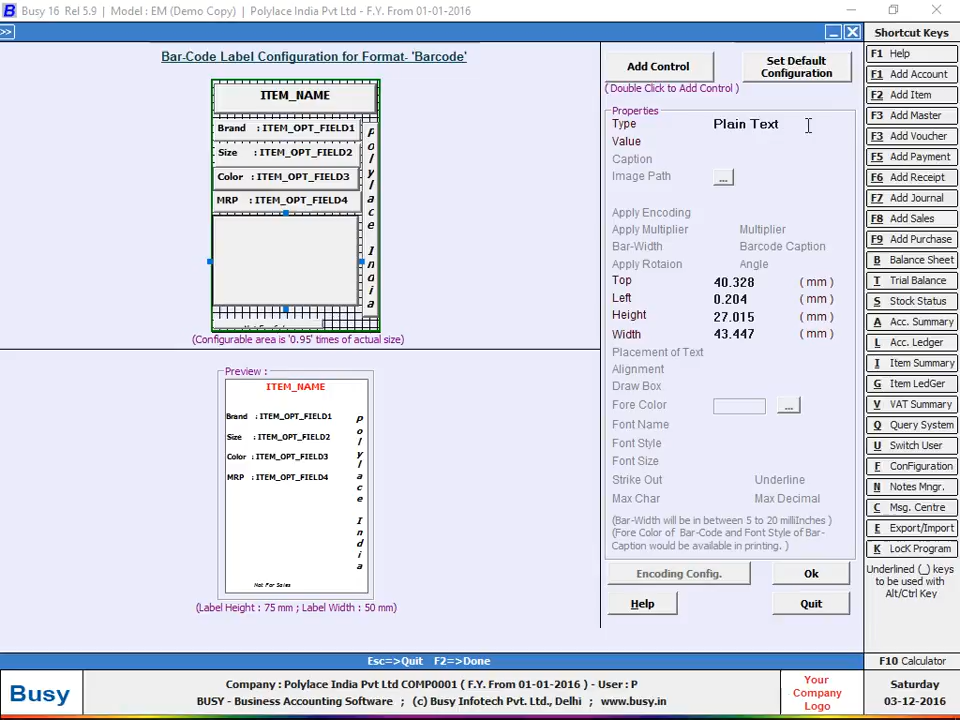 Busy 16 Rel 5.9 | Model : EM (Demo Copy) | Polylace India Pvt Ltd - F.Y. From 01-01-2016
>>
Bar-Code Label Configuration for Format- 'Barcode'
ITEM_NAME
Brand : ITEM_OPT_FIELD1
Size : ITEM_OPT_FIELD2
Color : ITEM_OPT_FIELD3
MRP : ITEM_OPT_FIELD4
Polylace India
(Configurable area is '0.95' times of actual size)
Preview :
ITEM_NAME
Brand : ITEM_OPT_FIELD1
Size : ITEM_OPT_FIELD2
Color : ITEM_OPT_FIELD3
MRP : ITEM_OPT_FIELD4
Polylace India
Not For Sales
(Label Height : 75 mm ; Label Width : 50 mm)
Add Control
Set Default Configuration
( Double Click to Add Control )
Properties
Type Plain Text
Value
Caption
Image Path ...
Apply Encoding
Apply Multiplier Multiplier
Bar-Width Barcode Caption
Apply Rotaion Angle
Top 40.328 ( mm )
Left 0.204 ( mm )
Height 27.015 ( mm )
Width 43.447 ( mm )
Placement of Text
Alignment
Draw Box
Fore Color ...
Font Name
Font Style
Font Size
Strike Out Underline
Max Char Max Decimal
(Bar-Width will be in between 5 to 20 milliInches )
(Fore Color of Bar-Code and Font Style of Bar-
Caption would be available in printing. )
Encoding Config. Ok
Help Quit
Shortcut Keys
F1 Help
F1 Add Account
F2 Add Item
F3 Add Master
F3 Add Voucher
F5 Add Payment
F6 Add Receipt
F7 Add Journal
F8 Add Sales
F9 Add Purchase
B Balance Sheet
T Trial Balance
S Stock Status
A Acc. Summary
L Acc. Ledger
I Item Summary
G Item LedGer
V VAT Summary
Q Query System
U Switch User
F Configuration
N Notes Mngr.
C Msg. Centre
E Export/Import
K LocK Program
Underlined (_) keys
to be used with
Alt/Ctrl Key
Esc=>Quit F2=>Done
F10 Calculator
Busy
Company : Polylace India Pvt Ltd COMP0001 ( F.Y. From 01-01-2016 ) - User : P
BUSY - Business Accounting Software ; (c) Busy Infotech Pvt. Ltd., Delhi ; www.busy.in
Your
Company
Logo
Saturday
03-12-2016